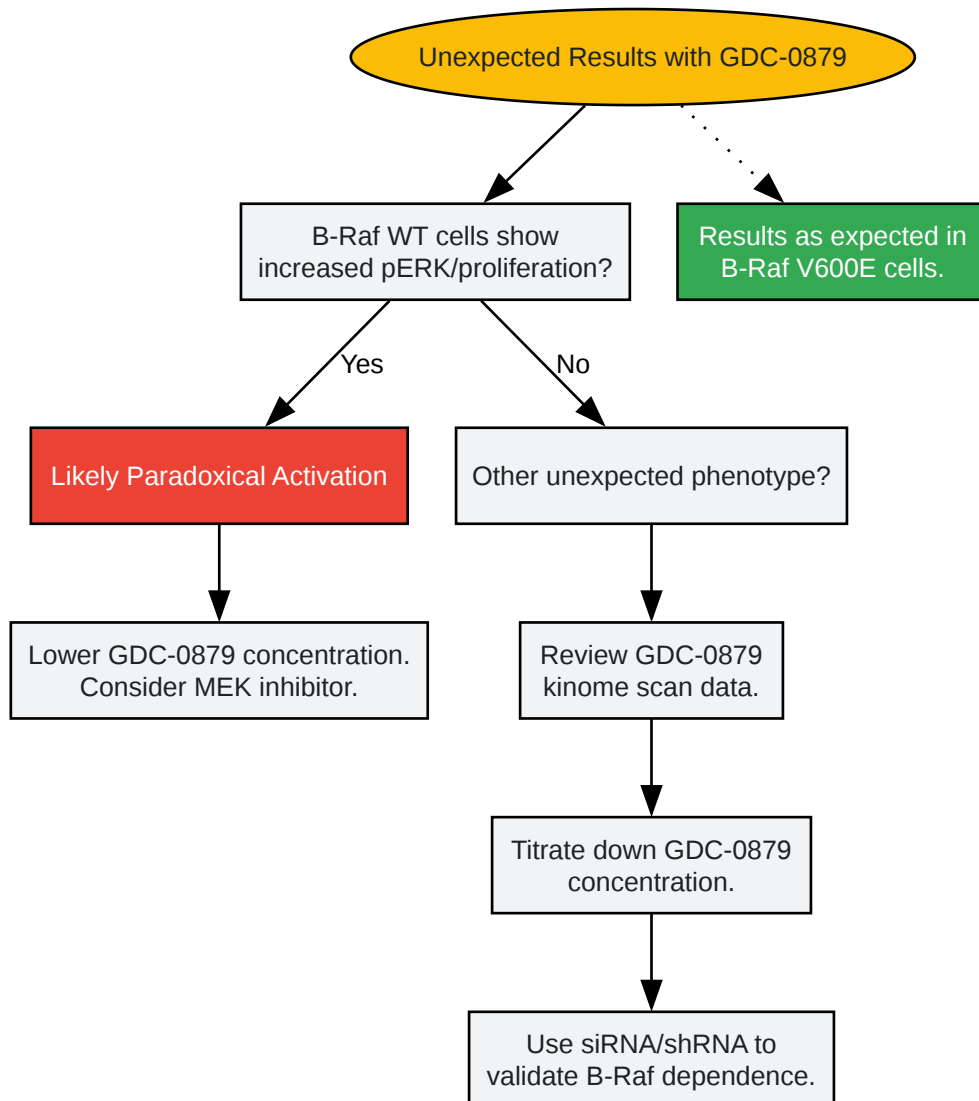 Unexpected Results with GDC-0879
B-Raf WT cells show
increased pERK/proliferation?
Results as expected in
B-Raf V600E cells.
Yes
No
Likely Paradoxical Activation
Other unexpected phenotype?
Lower GDC-0879 concentration.
Consider MEK inhibitor.
Review GDC-0879
kinome scan data.
Titrate down GDC-0879
concentration.
Use siRNA/shRNA to
validate B-Raf dependence.